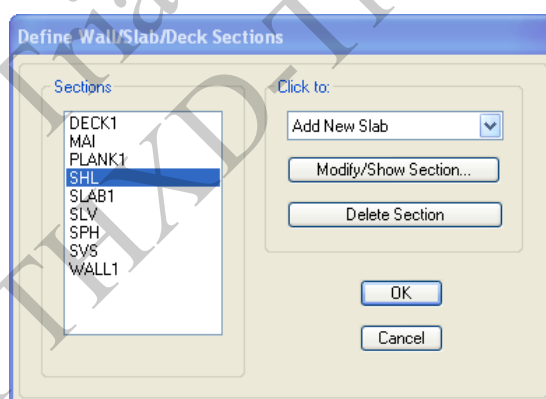 Define Wall/Slab/Deck Sections
Sections
DECK1
MAI
PLANK1
SHL
SLAB1
SLV
SPH
SVS
WALL1
Click to:
Add New Slab
Modify/Show Section...
Delete Section
OK
Cancel